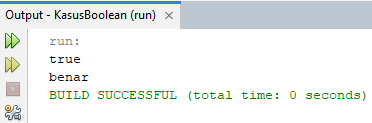 Output - KasusBoolean (run) ×
run:
true
benar
BUILD SUCCESSFUL (total time: 0 seconds)